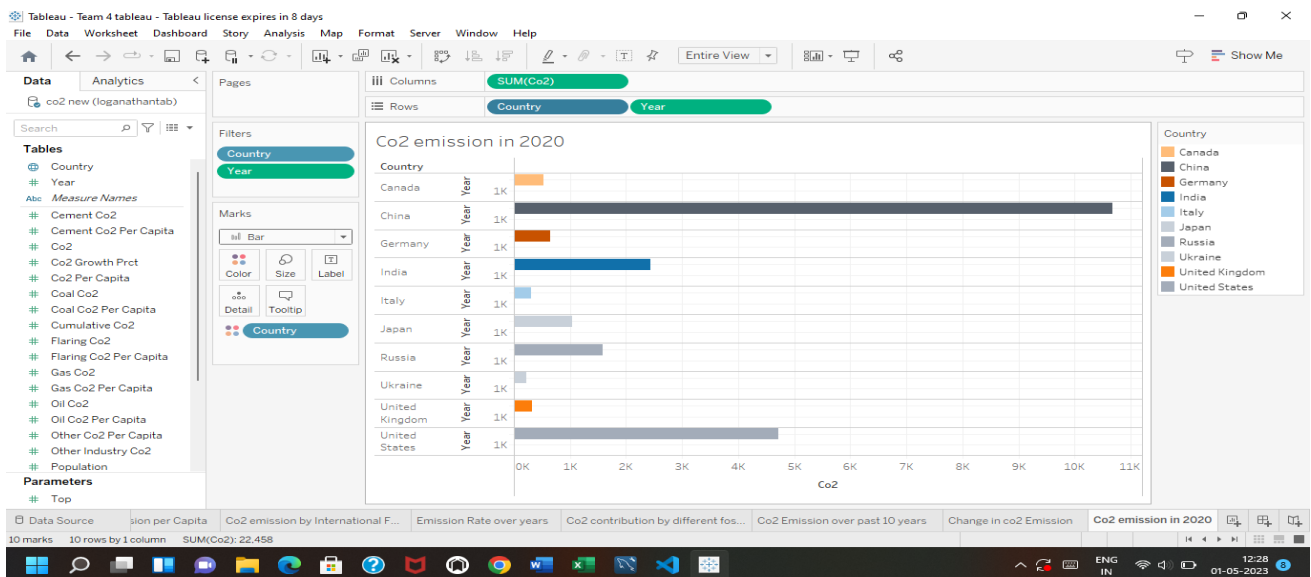 Tableau - Team 4 tableau - Tableau license expires in 8 days
File Data Worksheet Dashboard Story Analysis Map Format Server Window Help
Entire View
Show Me
Data Analytics
co2 new (loganathantab)
Search
Tables
Country
# Year
Abc Measure Names
# Cement Co2
# Cement Co2 Per Capita
# Co2
# Co2 Growth Prct
# Co2 Per Capita
# Coal Co2
# Coal Co2 Per Capita
# Cumulative Co2
# Flaring Co2
# Flaring Co2 Per Capita
# Gas Co2
# Gas Co2 Per Capita
# Oil Co2
# Oil Co2 Per Capita
# Other Co2 Per Capita
# Other Industry Co2
# Population
Parameters
# Top
Pages
Filters
Country
Year
Marks
Bar
Color Size Label
Detail Tooltip
Country
Columns SUM(Co2)
Rows Country Year
Co2 emission in 2020
Country
Canada Year 1K
China Year 1K
Germany Year 1K
India Year 1K
Italy Year 1K
Japan Year 1K
Russia Year 1K
Ukraine Year 1K
United
Kingdom Year 1K
United
States Year 1K
0K 1K 2K 3K 4K 5K 6K 7K 8K 9K 10K 11K
Co2
Country
Canada
China
Germany
India
Italy
Japan
Russia
Ukraine
United Kingdom
United States
Data Source sion per Capita Co2 emission by International F... Emission Rate over years Co2 contribution by different fos... Co2 Emission over past 10 years Change in co2 Emission Co2 emission in 2020
10 marks 10 rows by 1 column SUM(Co2): 22,458
ENG
IN
12:28
01-05-2023
8